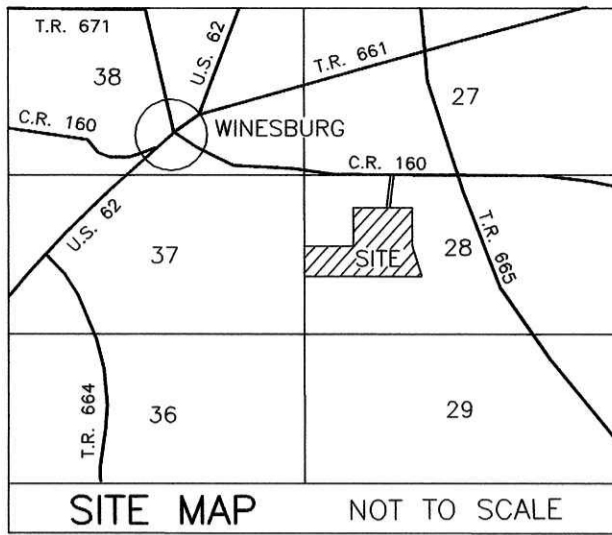 T.R. 671
38
U.S. 62
T.R. 661
27
C.R. 160
WINESBURG
C.R. 160
U.S. 62
37
SITE
28
T.R. 665
T.R. 664
36
29
SITE MAP
NOT TO SCALE